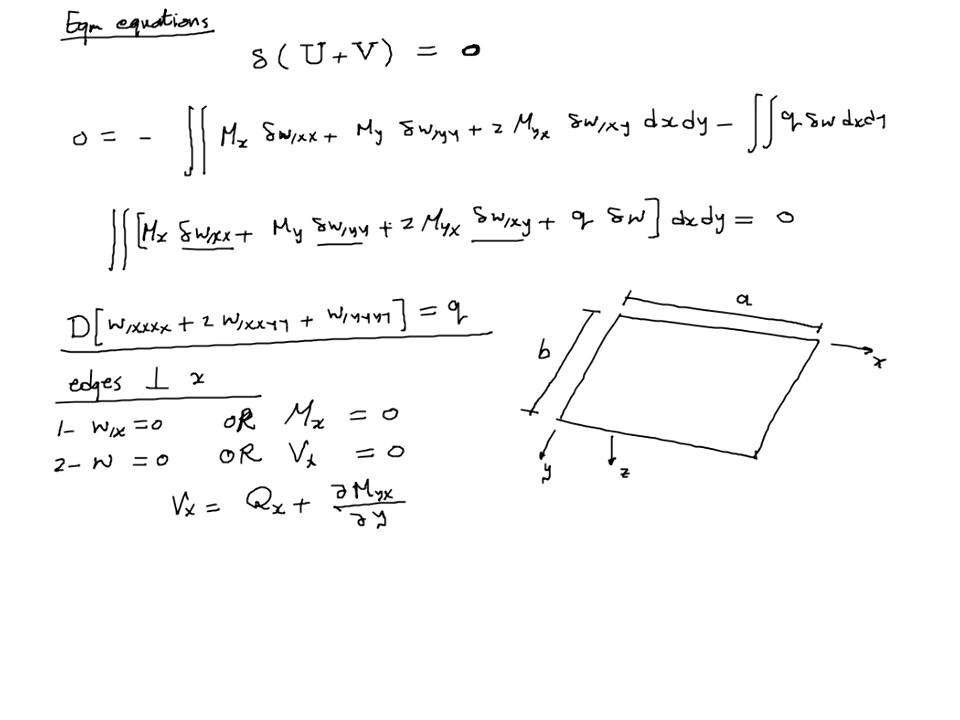 Eqm equations
δ ( U + V ) = 0
0 = - ∬ Mx δw,xx + My δw,yy + 2 Myx δw,xy dxdy - ∬ q δw dxdy
∬ [ Mx δw,xx + My δw,yy + 2 Myx δw,xy + q δw ] dxdy = 0
D [ w,xxxx + 2 w,xxyy + w,yyyy ] = q
edges ⊥ x
1- w,x = 0 OR Mx = 0
2- w = 0 OR Vx = 0
Vx = Qx + ∂Myx / ∂y
a
b
x
y
z